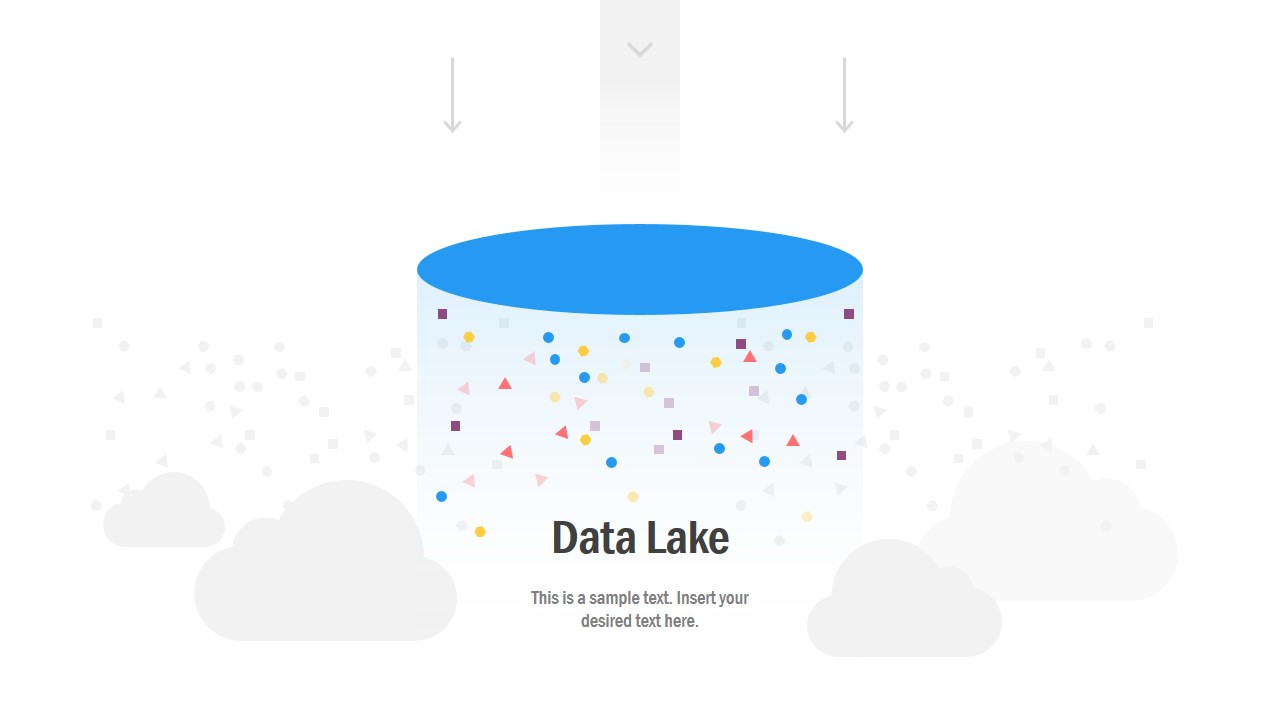 Data Lake
This is a sample text. Insert your
desired text here.